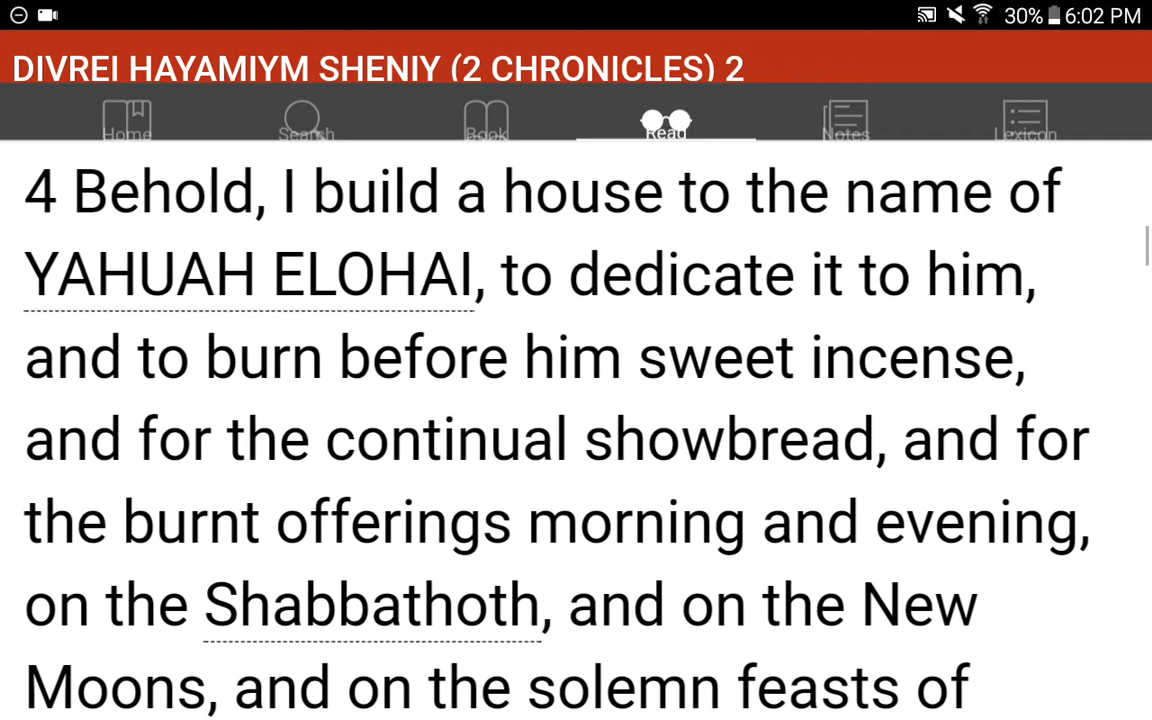 30% 6:02 PM
DIVREI HAYAMIYM SHENIY (2 CHRONICLES) 2
Home Search Book Read Notes Lexicon
4 Behold, I build a house to the name of
YAHUAH ELOHAI, to dedicate it to him,
and to burn before him sweet incense,
and for the continual showbread, and for
the burnt offerings morning and evening,
on the Shabbathoth, and on the New
Moons, and on the solemn feasts of